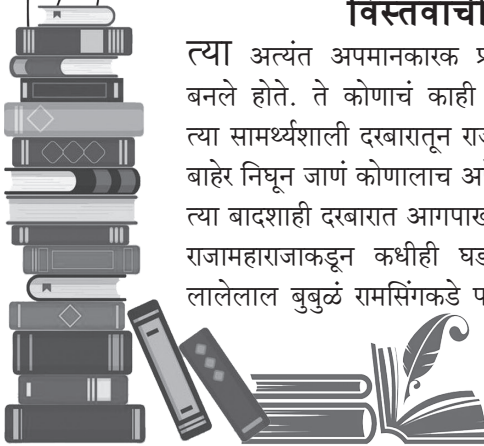 विस्तवाची
त्या अत्यंत अपमानकारक प्र
बनले होते. ते कोणाचं काही
त्या सामर्थ्यशाली दरबारातून राज
बाहेर निघून जाणं कोणालाच अ
त्या बादशाही दरबारात आगपाख
राजामहाराजाकडून कधीही घड
लालेलाल बुबुळं रामसिंगकडे प